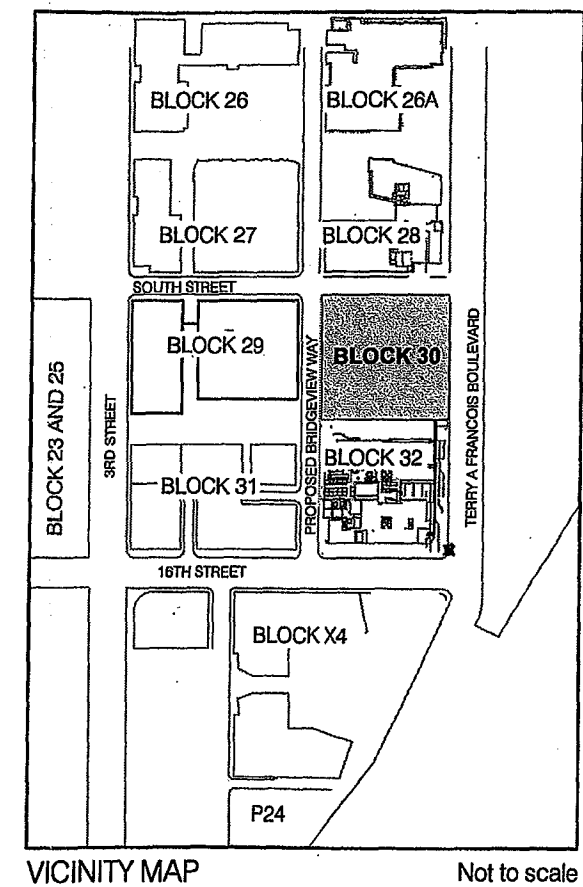 BLOCK 26
BLOCK 26A
BLOCK 27
BLOCK 28
SOUTH STREET
BLOCK 29
BLOCK 30
BLOCK 23 AND 25
3RD STREET
PROPOSED BRIDGEVIEW WAY
TERRY A FRANCOIS BOULEVARD
BLOCK 31
BLOCK 32
16TH STREET
BLOCK X4
P24
VICINITY MAP
Not to scale